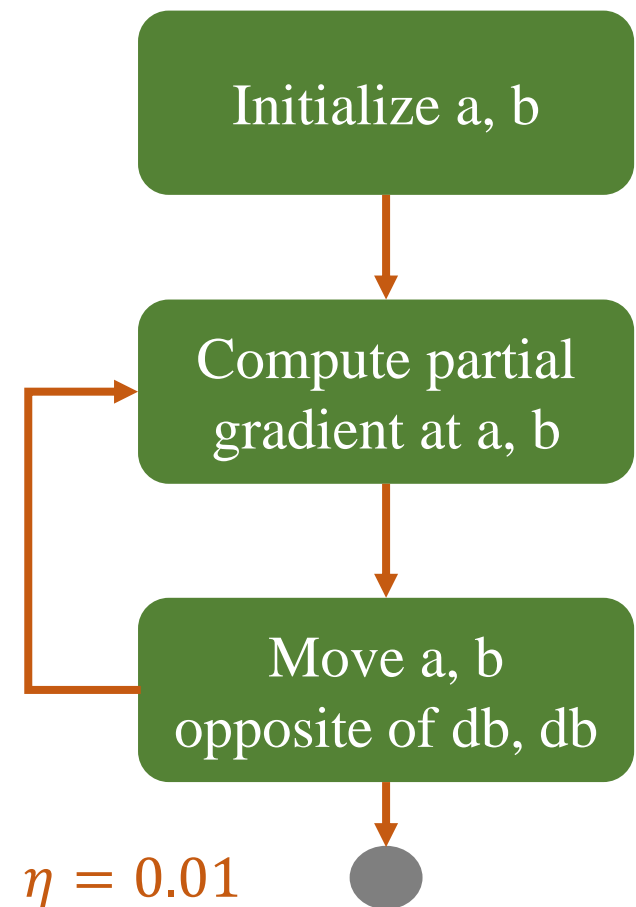 Initialize a, b
Compute partial
gradient at a, b
Move a, b
opposite of db, db
η = 0.01